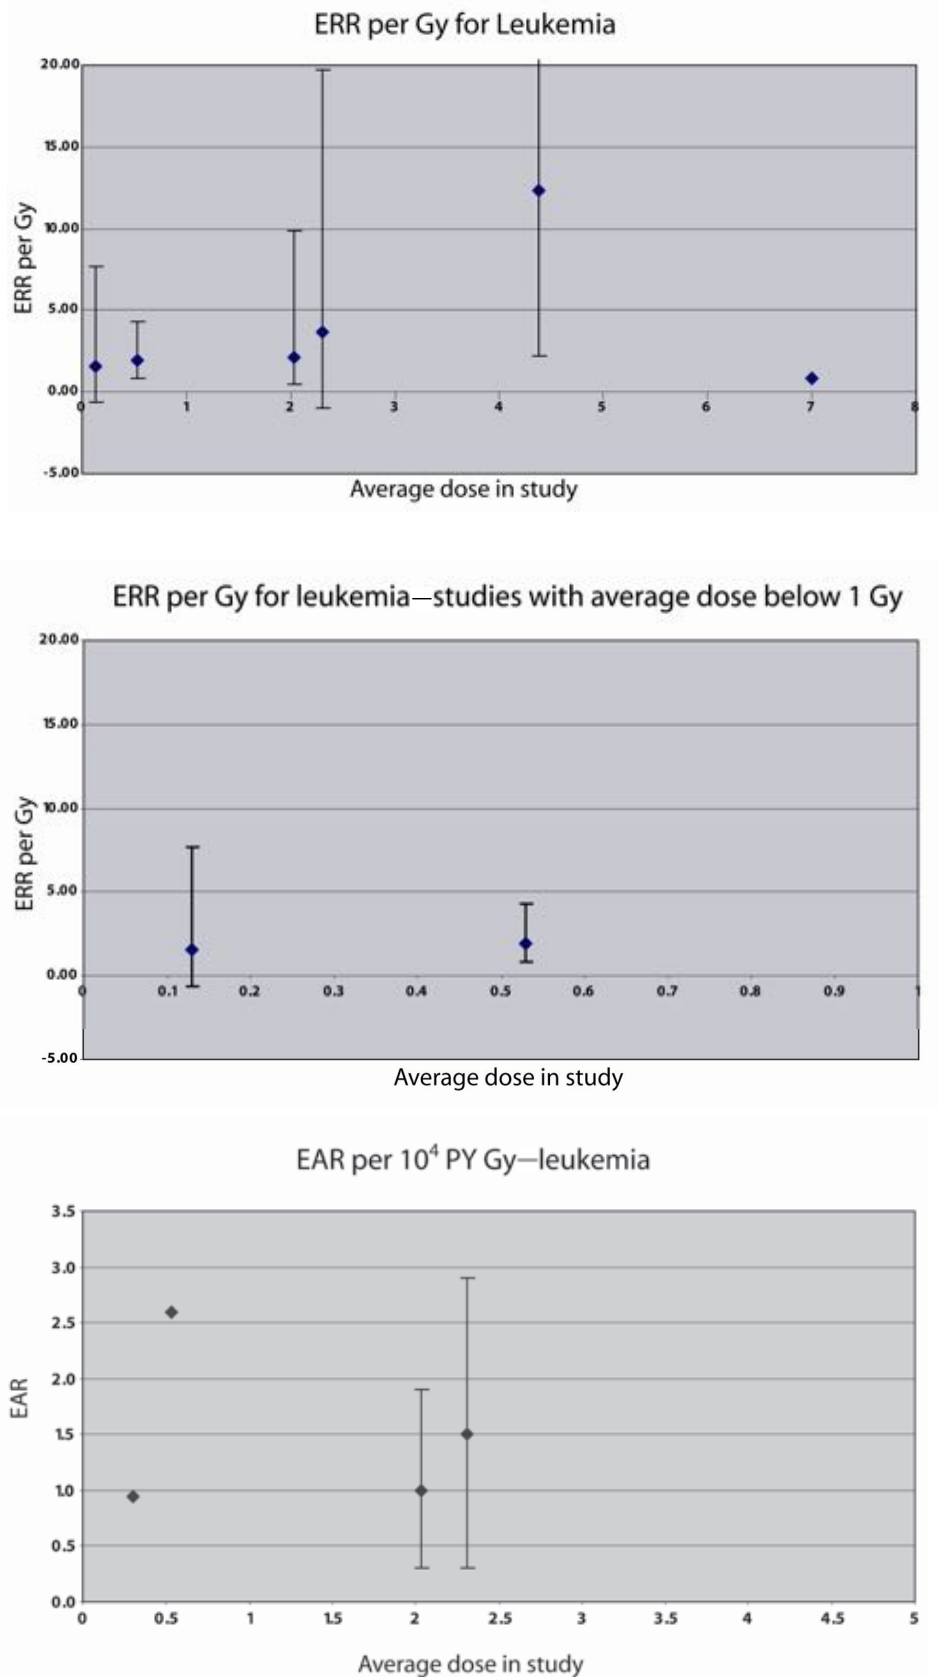 ERR per Gy for Leukemia
20.00
15.00
10.00
5.00
0.00
-5.00
ERR per Gy
0 1 2 3 4 5 6 7 8
Average dose in study
ERR per Gy for leukemia—studies with average dose below 1 Gy
20.00
15.00
10.00
5.00
0.00
-5.00
ERR per Gy
0 0.1 0.2 0.3 0.4 0.5 0.6 0.7 0.8 0.9 1
Average dose in study
EAR per 10⁴ PY Gy—leukemia
3.5
3.0
2.5
2.0
1.5
1.0
0.5
0.0
EAR
0 0.5 1 1.5 2 2.5 3 3.5 4 4.5 5
Average dose in study